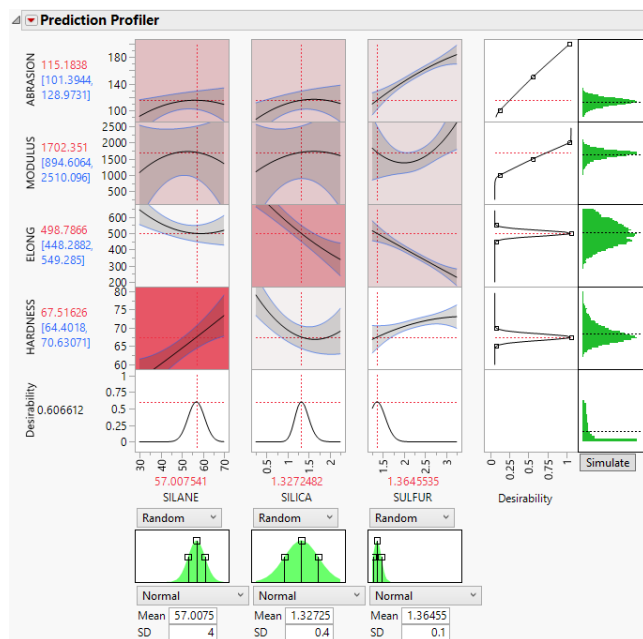 Prediction Profiler
ABRASION
115.1838
[101.3944,
128.9731]
180
140
100
MODULUS
1702.351
[894.6064,
2510.096]
2500
2000
1500
1000
500
ELONG
498.7866
[448.2882,
549.285]
600
500
400
300
200
HARDNESS
67.51626
[64.4018,
70.63071]
80
75
70
65
60
Desirability
0.606612
1
0.75
0.5
0.25
0
30 40 50 60 70 0.5 1 1.5 2 1.5 2 2.5 3 0 0.25 0.5 0.75 1 Simulate
57.007541 1.3272482 1.3645535
SILANE SILICA SULFUR Desirability
Random Random Random
Normal Normal Normal
Mean 57.0075 Mean 1.32725 Mean 1.36455
SD 4 SD 0.4 SD 0.1